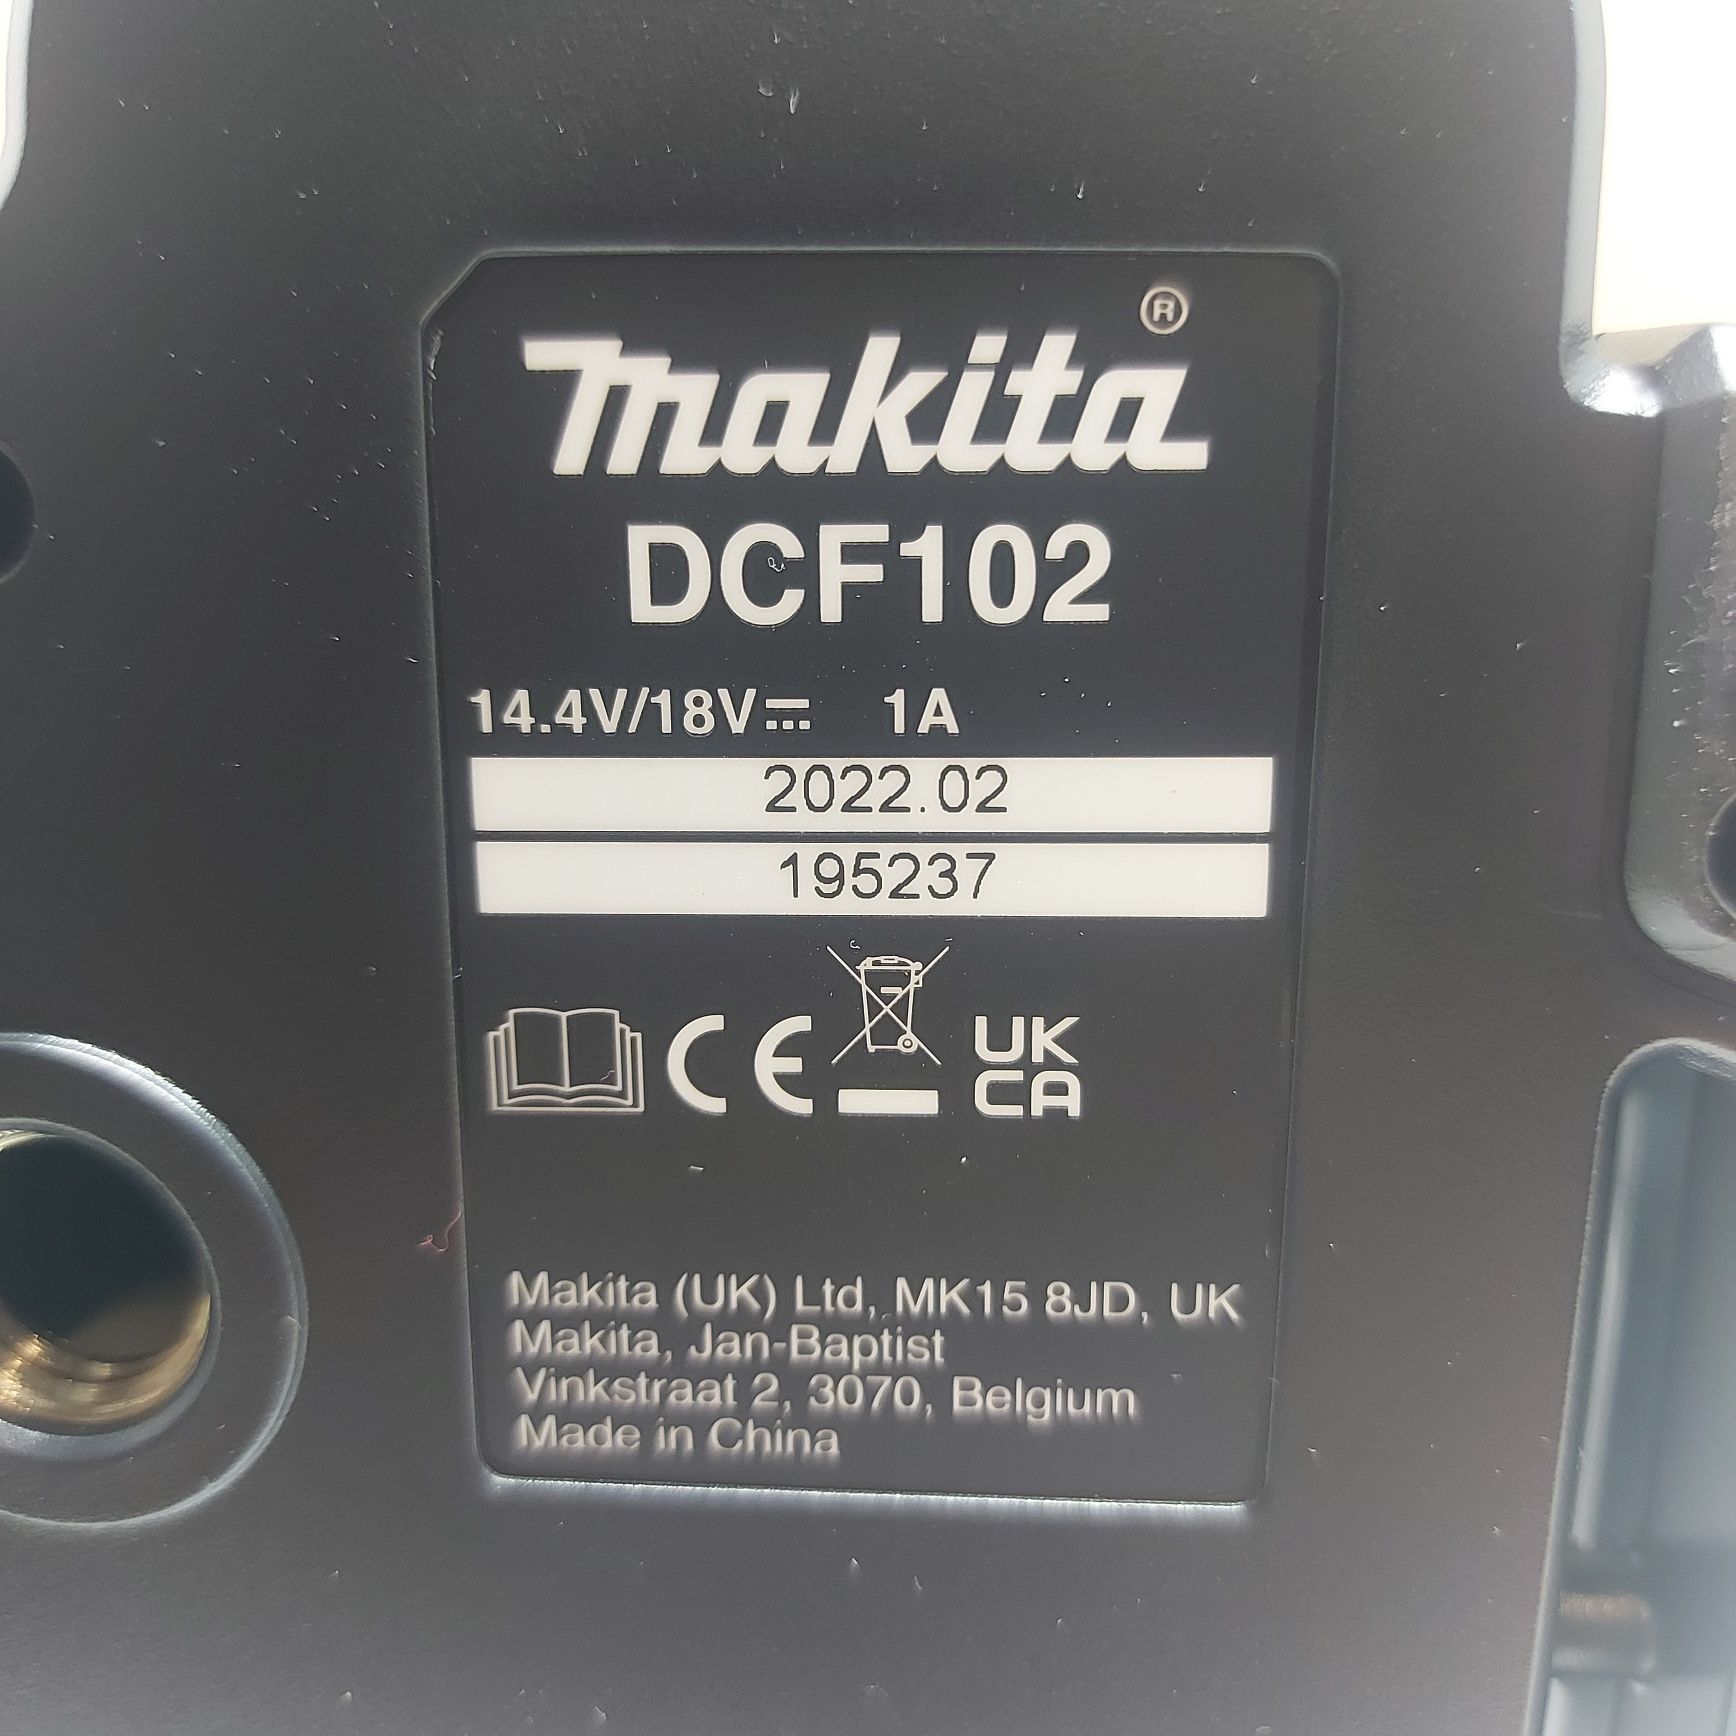 makita®
DCF102
14.4V/18V⎓ 1A
2022.02
195237
CE
UK
CA
Makita (UK) Ltd, MK15 8JD, UK
Makita, Jan-Baptist
Vinkstraat 2, 3070, Belgium
Made in China